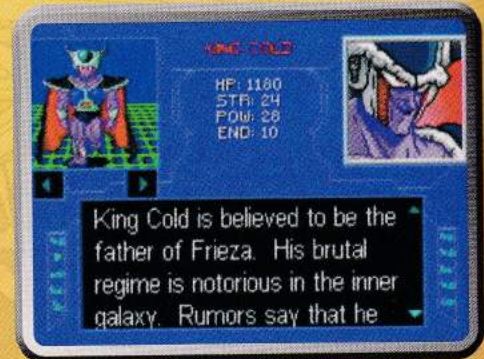 KING COLD
HP: 1180
STR: 24
POW: 28
END: 10
King Cold is believed to be the
father of Frieza. His brutal
regime is notorious in the inner
galaxy. Rumors say that he